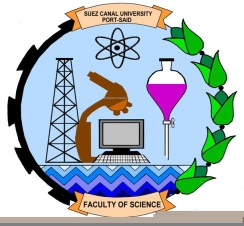 SUEZ CANAL UNIVERSITY
PORT-SAID
FACULTY OF SCIENCE